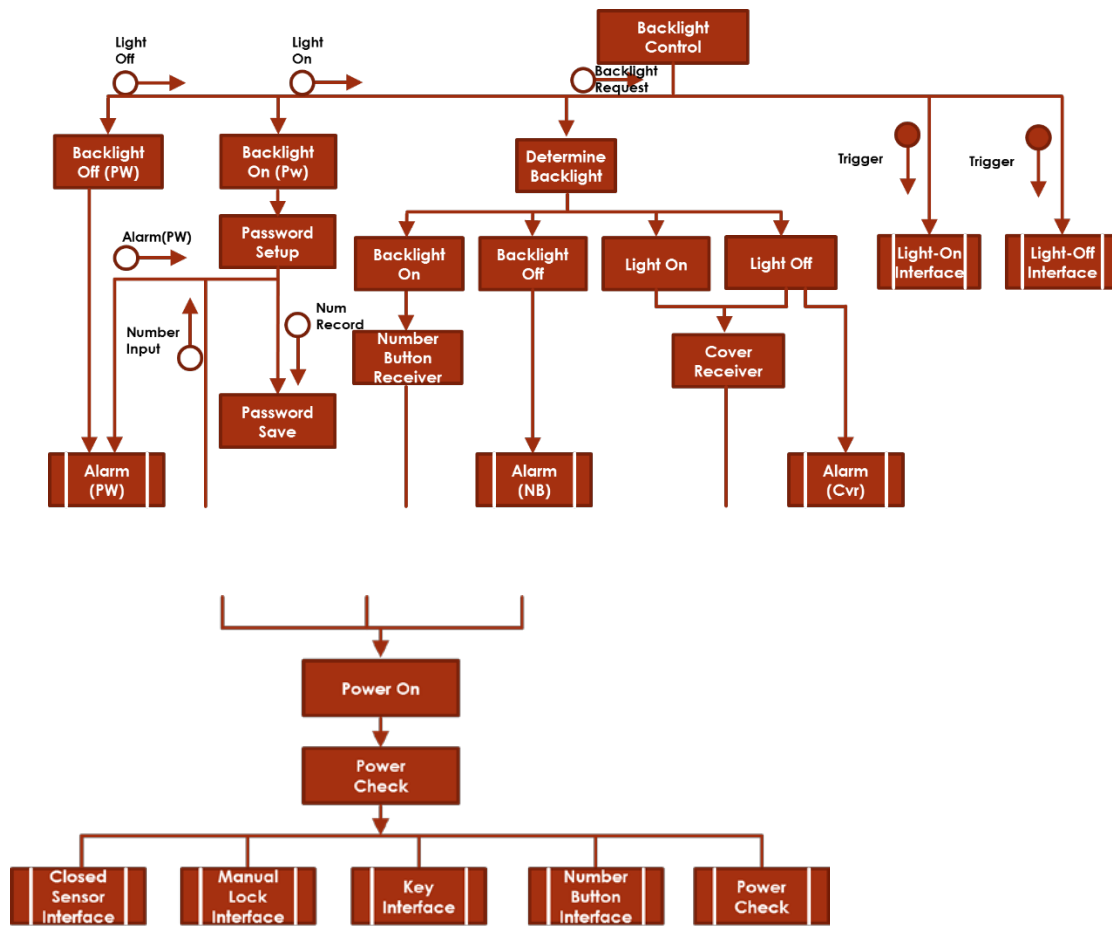 Light
Off
Light
On
Backlight
Control
Backlight
Request
Backlight
Off (PW)
Backlight
On (Pw)
Determine
Backlight
Trigger
Trigger
Alarm(PW)
Password
Setup
Backlight
On
Backlight
Off
Light On
Light Off
Light-On
Interface
Light-Off
Interface
Number
Input
Num
Record
Number
Button
Receiver
Cover
Receiver
Password
Save
Alarm
(PW)
Alarm
(NB)
Alarm
(Cvr)
Power On
Power
Check
Closed
Sensor
Interface
Manual
Lock
Interface
Key
Interface
Number
Button
Interface
Power
Check